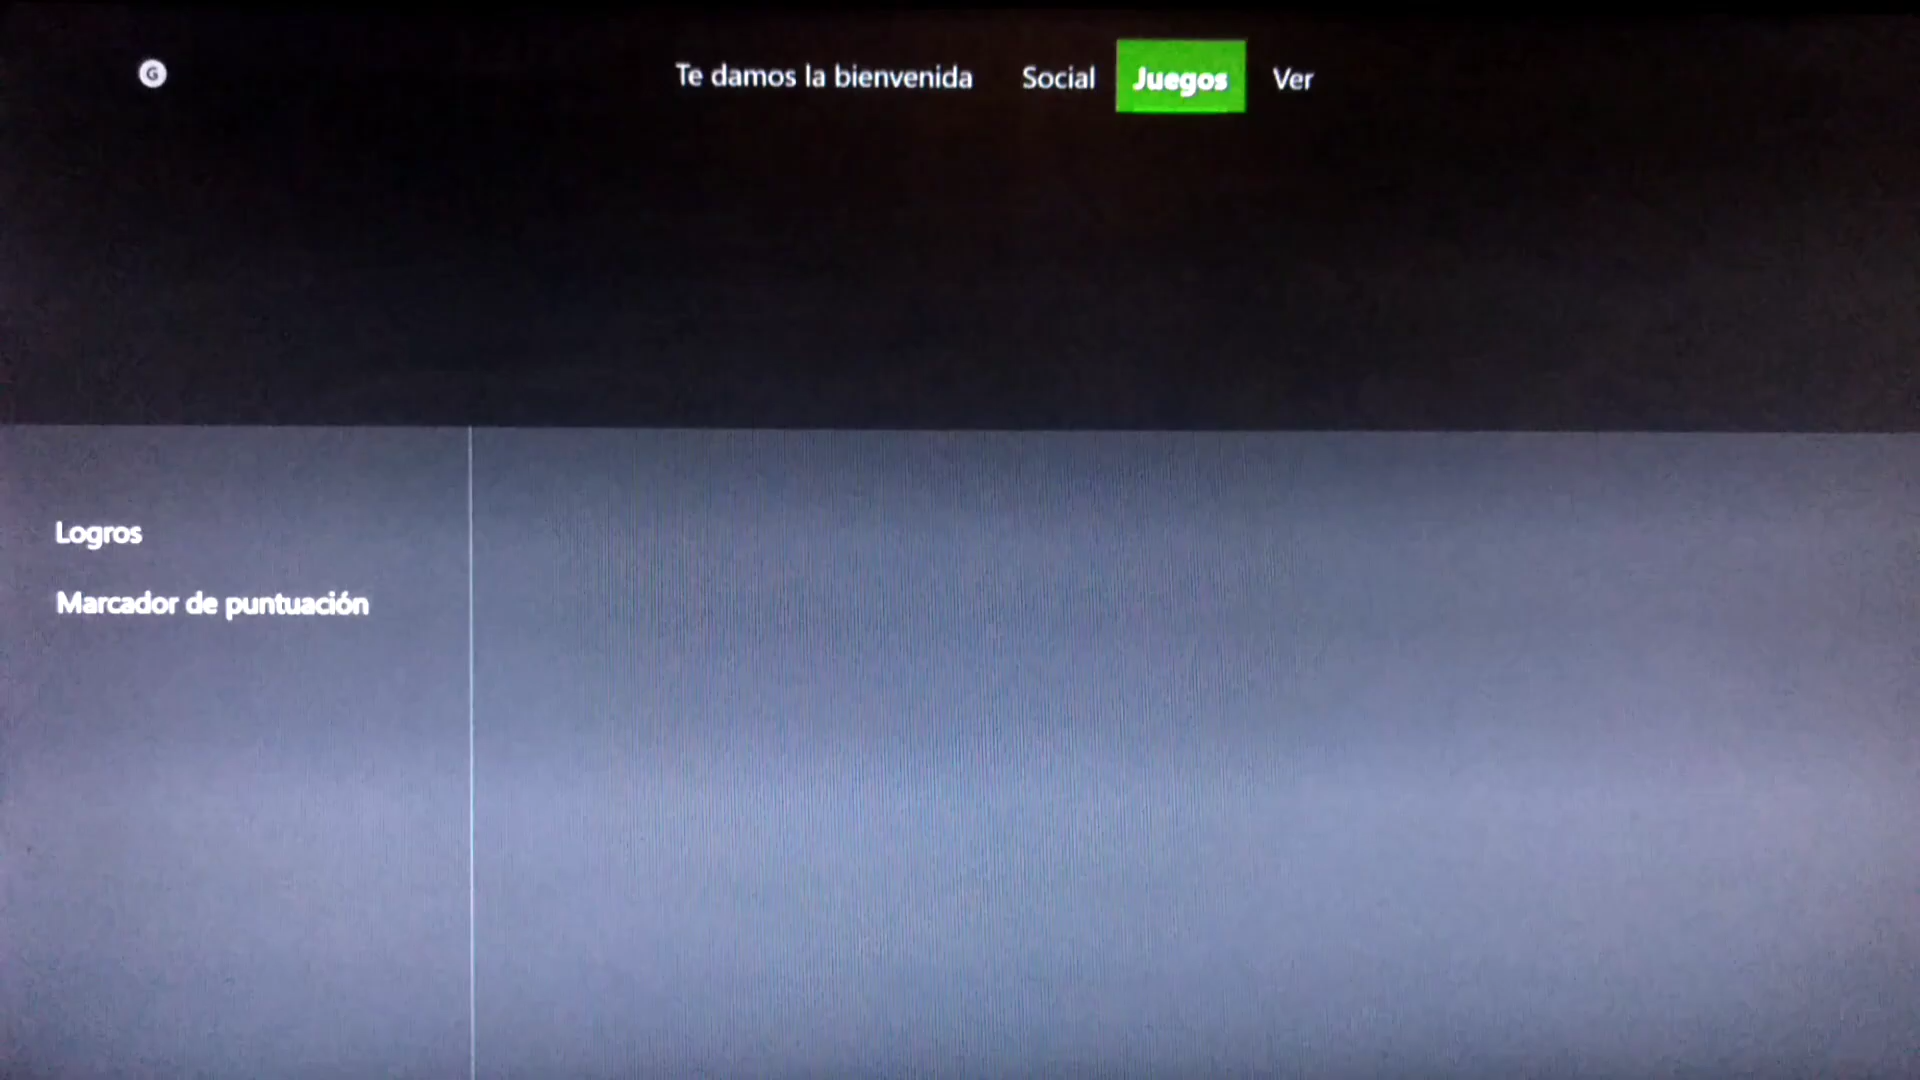 G
Te damos la bienvenida Social Juegos Ver
Logros
Marcador de puntuación